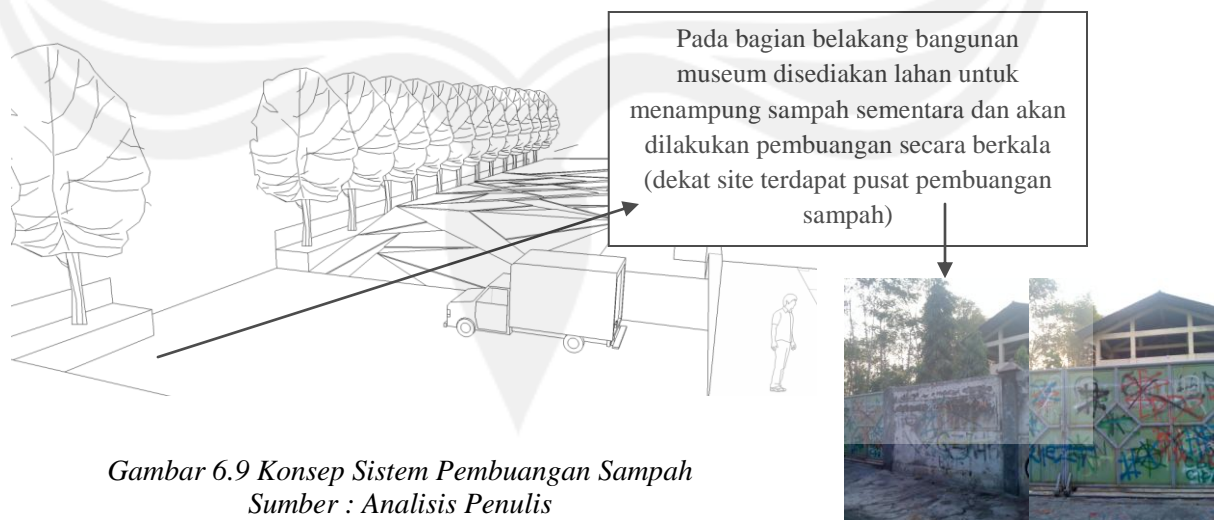 Pada bagian belakang bangunan
museum disediakan lahan untuk
menampung sampah sementara dan akan
dilakukan pembuangan secara berkala
(dekat site terdapat pusat pembuangan
sampah)
Gambar 6.9 Konsep Sistem Pembuangan Sampah
Sumber : Analisis Penulis